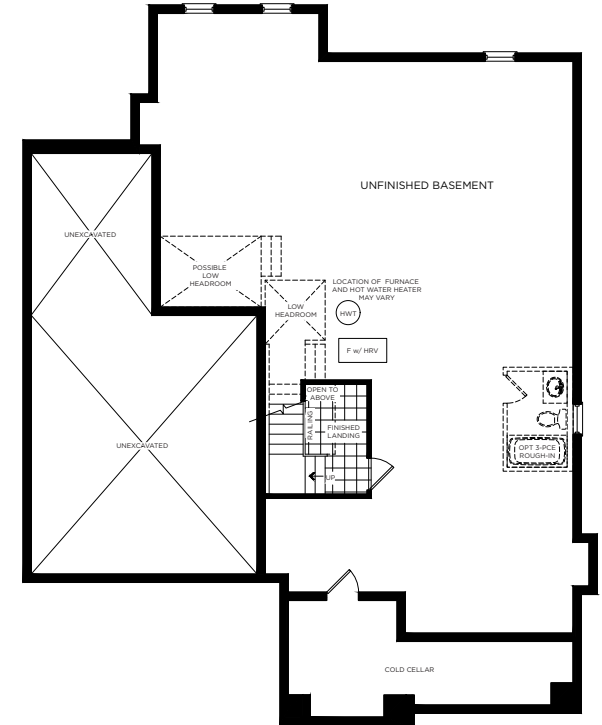 UNFINISHED BASEMENT
UNEXCAVATED
POSSIBLE
LOW
HEADROOM
LOCATION OF FURNACE
AND HOT WATER HEATER
MAY VARY
LOW
HEADROOM
HWT
F w/ HRV
OPEN TO
ABOVE
RAILING
FINISHED
LANDING
UNEXCAVATED
OPT 3-PCE
ROUGH-IN
UP
COLD CELLAR